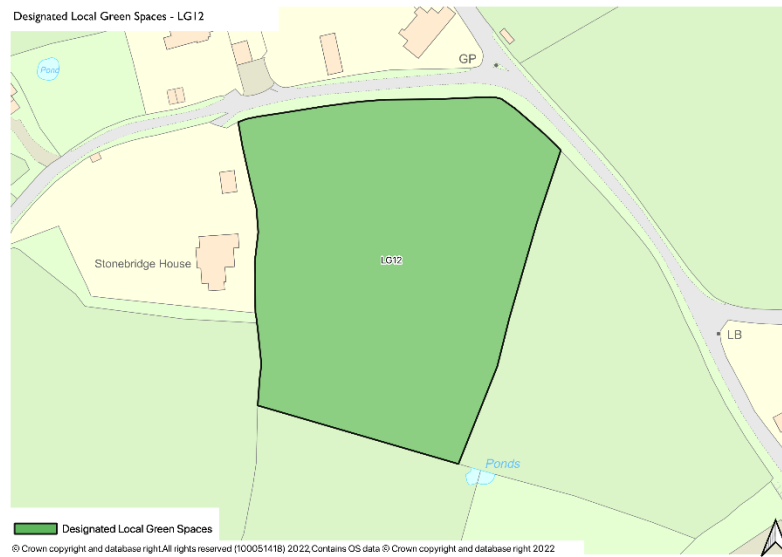 Designated Local Green Spaces - LG12
GP
Pond
Stonebridge House
LG12
LB
Ponds
Designated Local Green Spaces
© Crown copyright and database right.All rights reserved (100051418) 2022,Contains OS data © Crown copyright and database right 2022